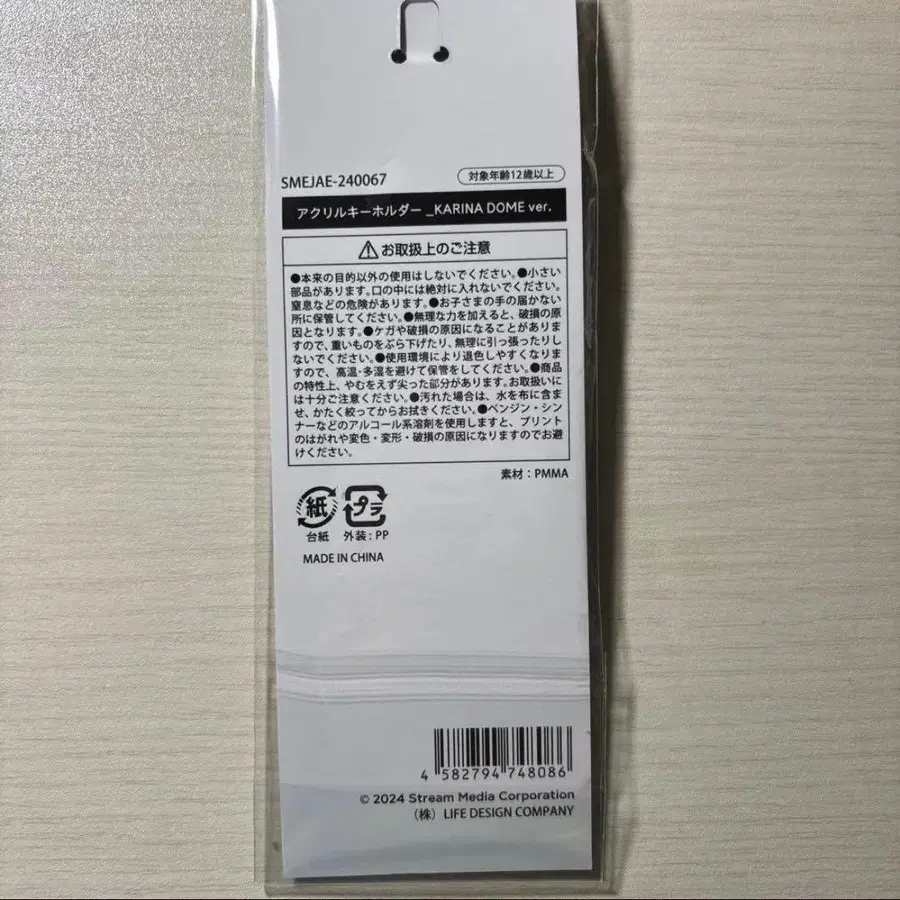 SMEJAE-240067
対象年齢12歳以上
アクリルキーホルダー _KARINA DOME ver.
お取扱上のご注意
●本来の目的以外の使用はしないでください。●小さい
部品があります。口の中には絶対に入れないでください。
窒息などの危険があります。●お子さまの手の届かない
所に保管してください。●無理な力を加えると、破損の原
因となります。●ケガや破損の原因になることがありま
すので、重いものをぶら下げたり、無理に引っ張ったりし
ないでください。●使用環境により退色しやすくなりま
すので、高温・多湿を避けて保管をしてください。●商品
の特性上、やむをえず尖った部分があります。お取扱いに
は十分ご注意ください。●汚れた場合は、水を布に含ま
せ、かたく絞ってからお拭きください。●ベンジン・シン
ナーなどのアルコール系溶剤を使用しますと、プリント
のはがれや変色・変形・破損の原因になりますのでお避
けください。
素材：PMMA
紙 プラ
台紙 外装：PP
MADE IN CHINA
4 582794 748086
© 2024 Stream Media Corporation
（株） LIFE DESIGN COMPANY